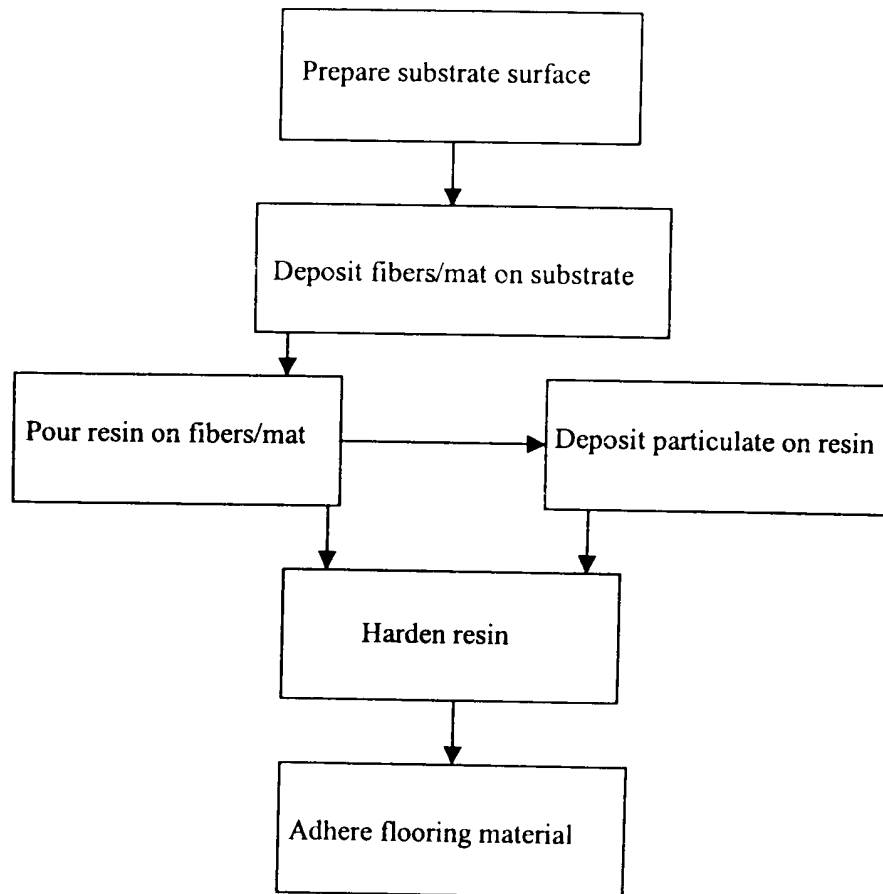 Prepare substrate surface
Deposit fibers/mat on substrate
Pour resin on fibers/mat
Deposit particulate on resin
Harden resin
Adhere flooring material